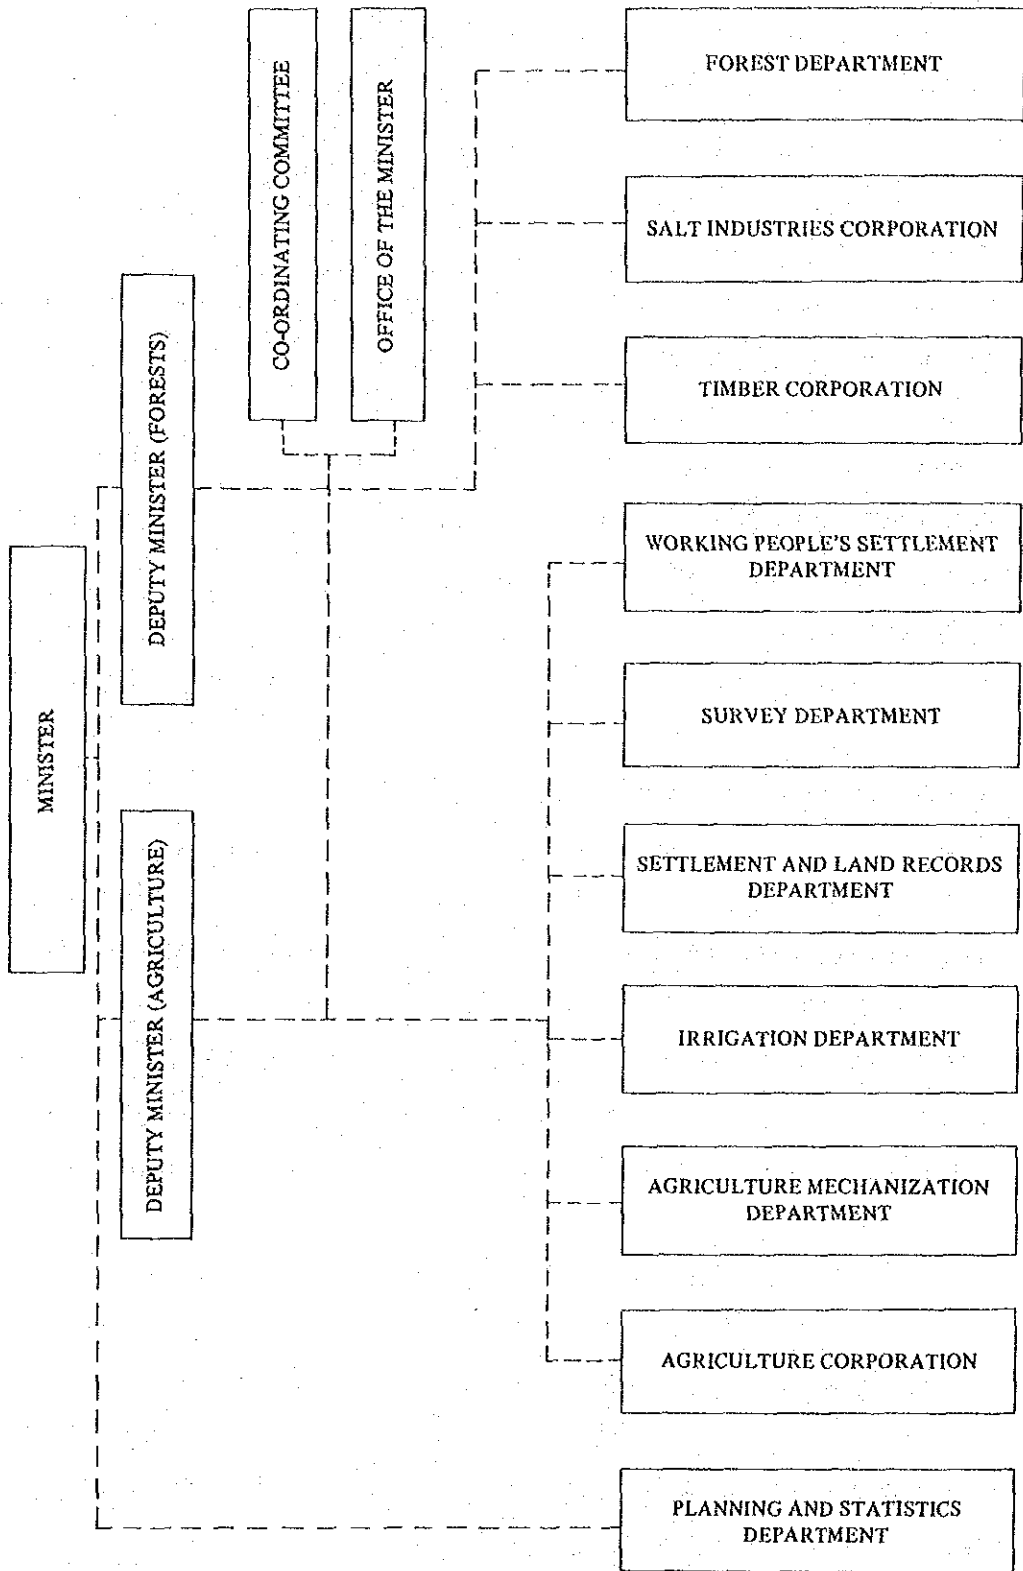 MINISTER
DEPUTY MINISTER (FORESTS)
DEPUTY MINISTER (AGRICULTURE)
CO-ORDINATING COMMITTEE
OFFICE OF THE MINISTER
FOREST DEPARTMENT
SALT INDUSTRIES CORPORATION
TIMBER CORPORATION
WORKING PEOPLE'S SETTLEMENT
DEPARTMENT
SURVEY DEPARTMENT
SETTLEMENT AND LAND RECORDS
DEPARTMENT
IRRIGATION DEPARTMENT
AGRICULTURE MECHANIZATION
DEPARTMENT
AGRICULTURE CORPORATION
PLANNING AND STATISTICS
DEPARTMENT